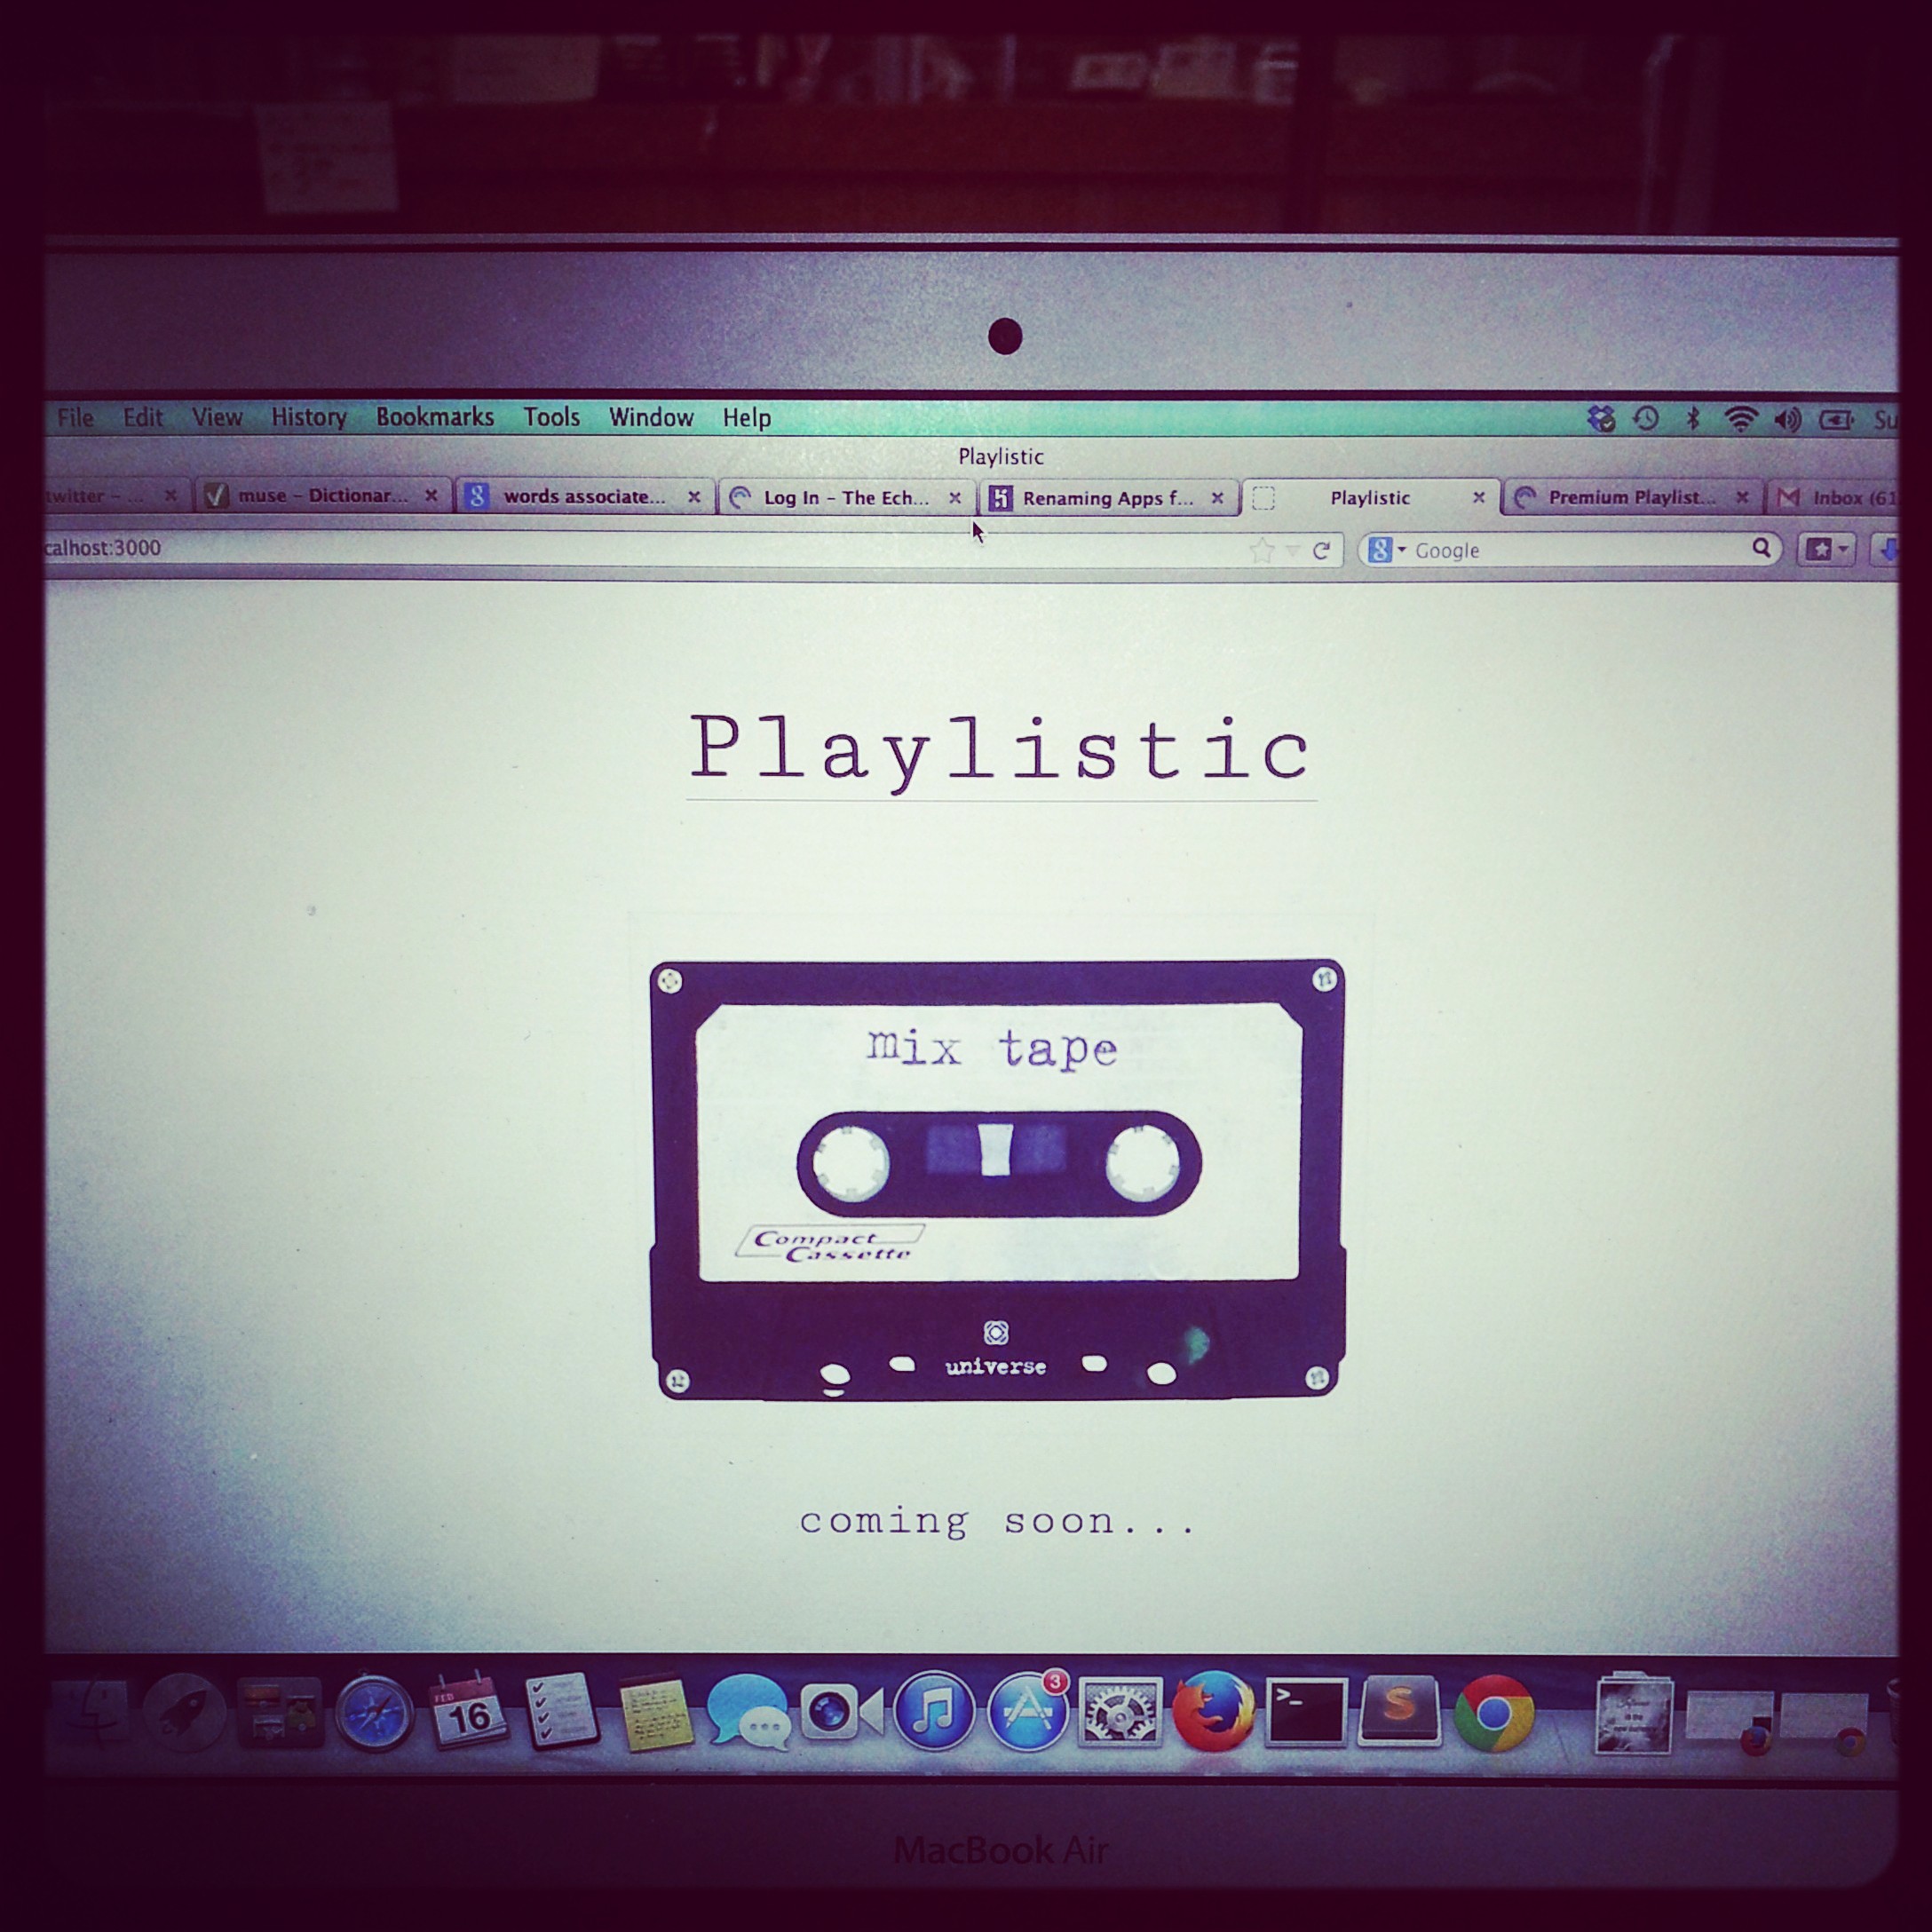 File Edit View History Bookmarks Tools Window Help Su
Playlistic
twitter – ... muse – Dictionar... words associate... Log In – The Ech... Renaming Apps f... Playlistic Premium Playlist... Inbox (61
calhost:3000 Google
Playlistic
mix tape
Compact
Cassette
universe
coming soon...
FEB
16
3
>_
S
MacBook Air